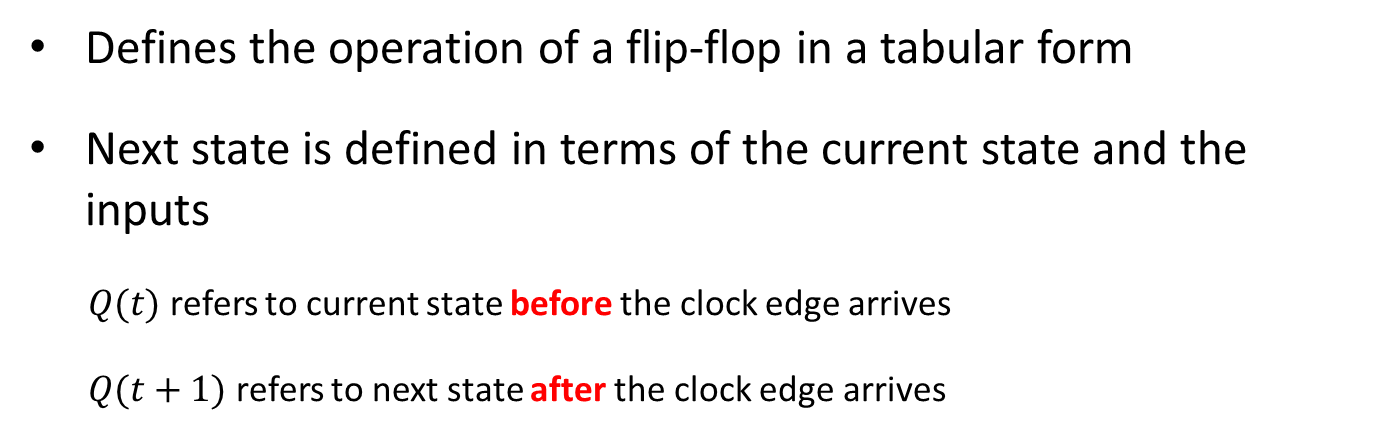 • Defines the operation of a flip-flop in a tabular form
• Next state is defined in terms of the current state and the
inputs
Q(t) refers to current state before the clock edge arrives
Q(t + 1) refers to next state after the clock edge arrives